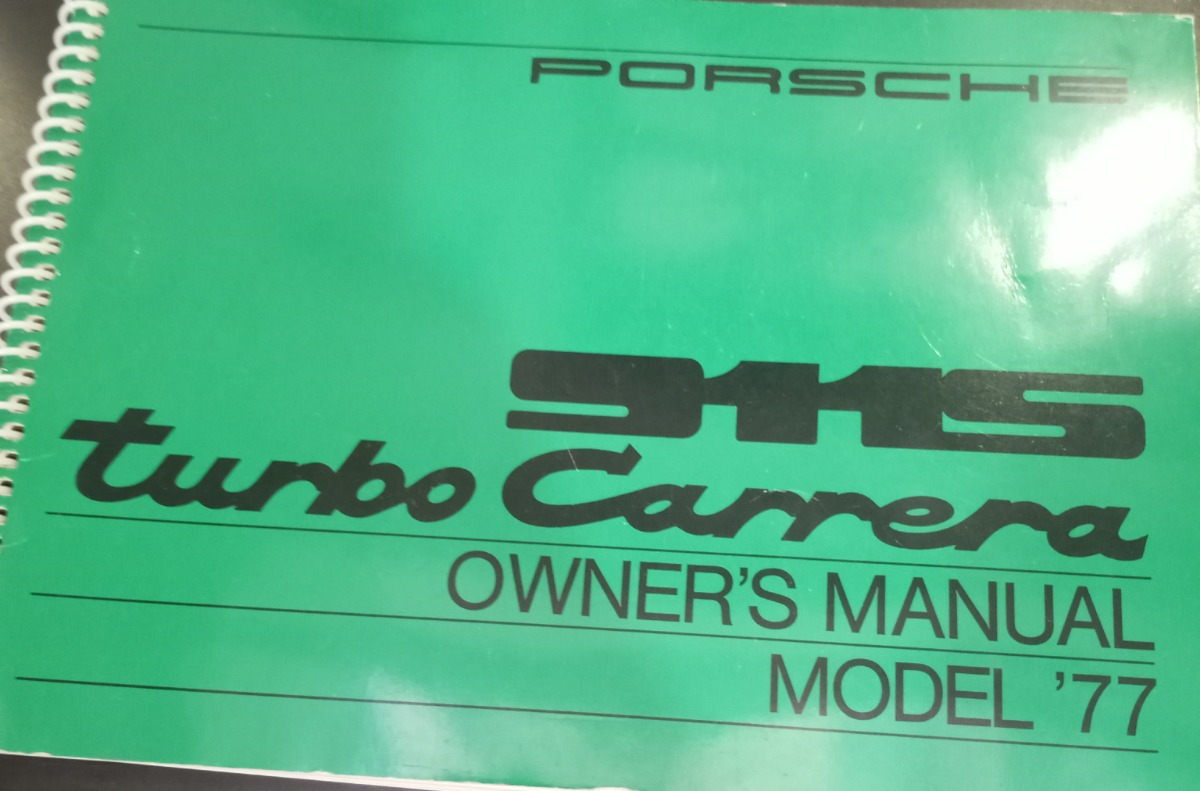 PORSCHE
911S
turbo Carrera
OWNER'S MANUAL
MODEL '77